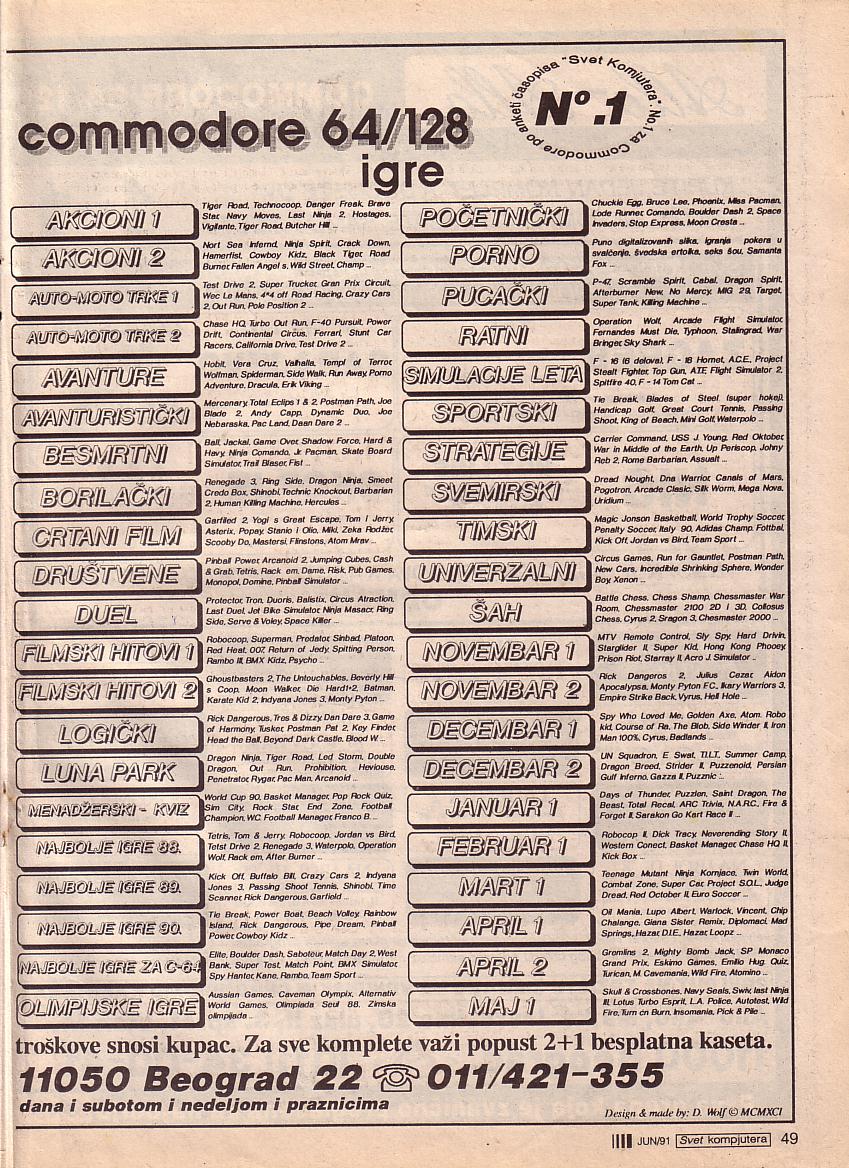 časopisa "Svet Komjutera". No.1 za Commodore po anketi
Nº.1
commodore 64/128
igre
AKCIONI 1
Tiger Road, Technocoop, Danger Freak, Brave
Star, Navy Moves, Last Ninja 2, Hostages,
Vigilante, Tiger Road, Butcher Hill ...
AKCIONI 2
Nort Sea Infernd, Ninja Spirit, Crack Down,
Hamerfist, Cowboy Kidz, Black Tiger, Road
Burner, Fallen Angel s, Wild Street, Champ ...
AUTO-MOTO TRKE 1
Test Drive 2, Super Trucker, Gran Prix Circuit,
Wec Le Mans, 4*4 off Road Racing, Crazy Cars
2, Out Run, Pole Position 2 ...
AUTO-MOTO TRKE 2
Chase HQ, Turbo Out Run, F-40 Pursuit, Power
Drift, Continental Circus, Ferrari, Stunt Car
Racers, California Drive, Test Drive 2 ...
AVANTURE
Hobit, Vera Cruz, Valhalla, Templ of Terror,
Wolfman, Spiderman, Side Walk, Run Away, Porno
Adventure, Dracula, Erik Viking ...
AVANTURISTIČKI
Mercenary, Total Eclips 1 & 2, Postman Path, Joe
Blade 2, Andy Capp, Dynamic Duo, Joe
Nebaraska, Pac Land, Daan Dare 2 ...
BESMRTNI
Ball, Jackal, Game Over, Shadow Force, Hard &
Havy, Ninja Comando, Jr. Pacman, Skate Board
Simulator, Trail Blaser, Fist ...
BORILAČKI
Renegade 3, Ring Side, Dragon Ninja, Smeet
Credo Box, Shinobi, Technic Knockout, Barbarian
2, Human Killing Machine, Hercules ...
CRTANI FILM
Garfiled 2, Yogi s Great Escape, Tom I Jerry,
Asterix, Popay, Stanio i Olio, Miki, Zeka Rodžer,
Scooby Do, Mastersi, Flinstons, Atom Mrav ...
DRUŠTVENE
Pinball Power, Arcanoid 2, Jumping Cubes, Cash
& Grab, Tetris, Rack em, Dame, Risk, Pub Games,
Monopol, Domine, Pinball Simulator ...
DUEL
Protector, Tron, Duoris, Balistix, Circus Atraction,
Last Duel, Jet Bike Simulator, Ninja Masacr, Ring
Side, Serve & Voley, Space Killer ...
FILMSKI HITOVI 1
Robocoop, Superman, Predator, Sinbad, Platoon,
Red Heat, 007, Return of Jedy, Spitting Person,
Rambo III, BMX Kidz, Psycho ...
FILMSKI HITOVI 2
Ghoustbasters 2, The Untouchables, Beverly Hill
s Coop, Moon Walker, Die Hard1+2, Batman,
Karate Kid 2, Indyana Jones 3, Monty Pyton ...
LOGIČKI
Rick Dangerous, Tres & Dizzy, Dan Dare 3, Game
of Harmony, Tusker, Postman Pat 2, Key Finder,
Head the Ball, Beyond Dark Castle, Blood W ...
LUNA PARK
Dragon Ninja, Tiger Road, Led Storm, Double
Dragon, Out Run, Prohibition, Heviouse,
Penetrator, Rygar, Pac Man, Arcanoid ...
MENADŽERSKI - KVIZ
World Cup 90, Basket Manager, Pop Rock Quiz,
Sim City, Rock Star, End Zone, Football
Champion, WC Football Manager, Franco B. ...
NAJBOLJE IGRE 88.
Tetris, Tom & Jerry, Robocoop, Jordan vs Bird,
Tetst Drive 2, Renegade 3, Waterpolo, Operation
Wolf, Rack em, After Burner ...
NAJBOLJE IGRE 89.
Kick Off, Buffalo Bill, Crazy Cars 2, Indyana
Jones 3, Passing Shoot Tennis, Shinobi, Time
Scanner, Rick Dangerous, Garfield ...
NAJBOLJE IGRE 90.
Tie Break, Power Boat, Beach Volley, Rainbow
Island, Rick Dangerous, Pipe Dream, Pinball
Power, Cowboy Kidz ...
NAJBOLJE IGRE ZA C-64
Elite, Boulder Dash, Saboteur, Match Day 2, West
Bank, Super Test, Match Point, BMX Simulator,
Spy Hanter, Kane, Rambo, Team Sport ...
OLIMPIJSKE IGRE
Aussian Games, Caveman Olympix, Alternativ
World Games, Olimpiada Seul 88, Zimska
olimpijada ...
POČETNIČKI
Chuckie Egg, Bruce Lee, Phoenix, Miss Pacman,
Lode Runner, Comando, Boulder Dash 2, Space
Invaders, Stop Express, Moon Cresta ...
PORNO
Puno digitalizovanih slika, igranja pokera u
svalčenje, švedska ertoika, seks šou, Samanta
Fox ...
PUCAČKI
P-47, Scramble Spirit, Cabal, Dragon Spirit,
Afterburner New, No Mercy, MIG 29, Target,
Super Tank, Killing Machine ...
RATNI
Operation Wolf, Arcade Flight Simulator,
Fernandes Must Die, Typhoon, Stalingrad, War
Bringer, Sky Shark ...
SIMULACIJE LETA
F - 16 (6 delova), F - 18 Hornet, A.C.E., Project
Stealt Fighter, Top Gun, ATF, Flight Simulator 2,
Spitfire 40, F - 14 Tom Cat ...
SPORTSKI
Tie Break, Blades of Steel (super hokej),
Handicap Golf, Great Court Tennis, Passing
Shoot, King of Beach, Mini Golf, Waterpolo ...
STRATEGIJE
Carrier Command, USS J. Young, Red Oktober,
War in Middle of the Earth, Up Periscop, Johny
Reb 2, Rome Barbarian, Assualt ...
SVEMIRSKI
Dread Nought, Dna Warrior, Canals of Mars,
Pogotron, Arcade Clasic, Silk Worm, Mega Nova,
Uridium ...
TIMSKI
Magic Jonson Basketball, World Trophy Soccer,
Penalty Soccer, Italy 90, Adidas Champ. Fottbal,
Kick Off, Jordan vs Bird, Team Sport ...
UNIVERZALNI
Circus Games, Run for Gauntlet, Postman Path,
New Cars, Incredible Shrinking Sphere, Wonder
Boy, Xenon ...
ŠAH
Battle Chess, Chess Shamp, Chessmaster War
Room, Chessmaster 2100 2D I 3D, Collosus
Chess, Cyrus 2, Sragon 3, Chesmaster 2000 ...
NOVEMBAR 1
MTV Remote Control, Sly Spy, Hard Drivin,
Starglider II, Super Kid, Hong Kong Phooey,
Prison Riot, Starray II, Acro J. Simulator ...
NOVEMBAR 2
Rick Dangeros 2, Julius Cezar, Aidon
Apocalypsa, Monty Pyton F.C., Ikary Warriors 3,
Empire Strike Back, Vyrus, Hell Hole ...
DECEMBAR 1
Spy Who Loved Me, Golden Axe, Atom. Robo
kid, Course of Ra, The Blob, Side Winder II, Iron
Man 100%, Cyrus, Badlands ...
DECEMBAR 2
UN Squadron, E Swat, T.I.L.T., Summer Camp,
Dragon Breed, Strider II, Puzzenoid, Persian
Gulf Inferno, Gazza II, Puzznic ...
JANUAR 1
Days of Thunder, Puzzlen, Saint Dragon, The
Beast, Total Recal, ARC Trivia, N.A.R.C., Fire &
Forget II, Sarakon Go Kart Race II ...
FEBRUAR 1
Robocop II, Dick Tracy, Neverending Story II,
Western Conect, Basket Manager, Chase HQ II,
Kick Box ...
MART 1
Teenage Mutant Ninja Kornjace, Twin World,
Combat Zone, Super Car, Project S.O.L., Judge
Dread, Red October II, Euro Soccer ...
APRIL 1
Oil Mania, Lupo Albert, Warlock, Vincent, Chip
Chalange, Giana Sister Remix, Diplomaci, Mad
Springs, Hazar, D.I.E., Hazar, Loopz ...
APRIL 2
Gremlins 2, Mighty Bomb Jack, SP Monaco
Grand Prix, Eskimo Games, Emilio Hug. Quiz,
Turican, M. Cavemania, Wild Fire, Atomino ...
MAJ 1
Skull & Crossbones, Navy Seals, Swiv, last Ninja
III, Lotus Turbo Esprit, L.A. Police, Autotest, Wild
Fire, Turn čn Burn, Insomania, Pick & Pile ...
troškove snosi kupac. Za sve komplete važi popust 2+1 besplatna kaseta.
11050 Beograd 22 ☎ 011/421-355
dana i subotom i nedeljom i praznicima
Design & made by: D. Wolf © MCMXCI
JUN/91 Svet kompjutera 49